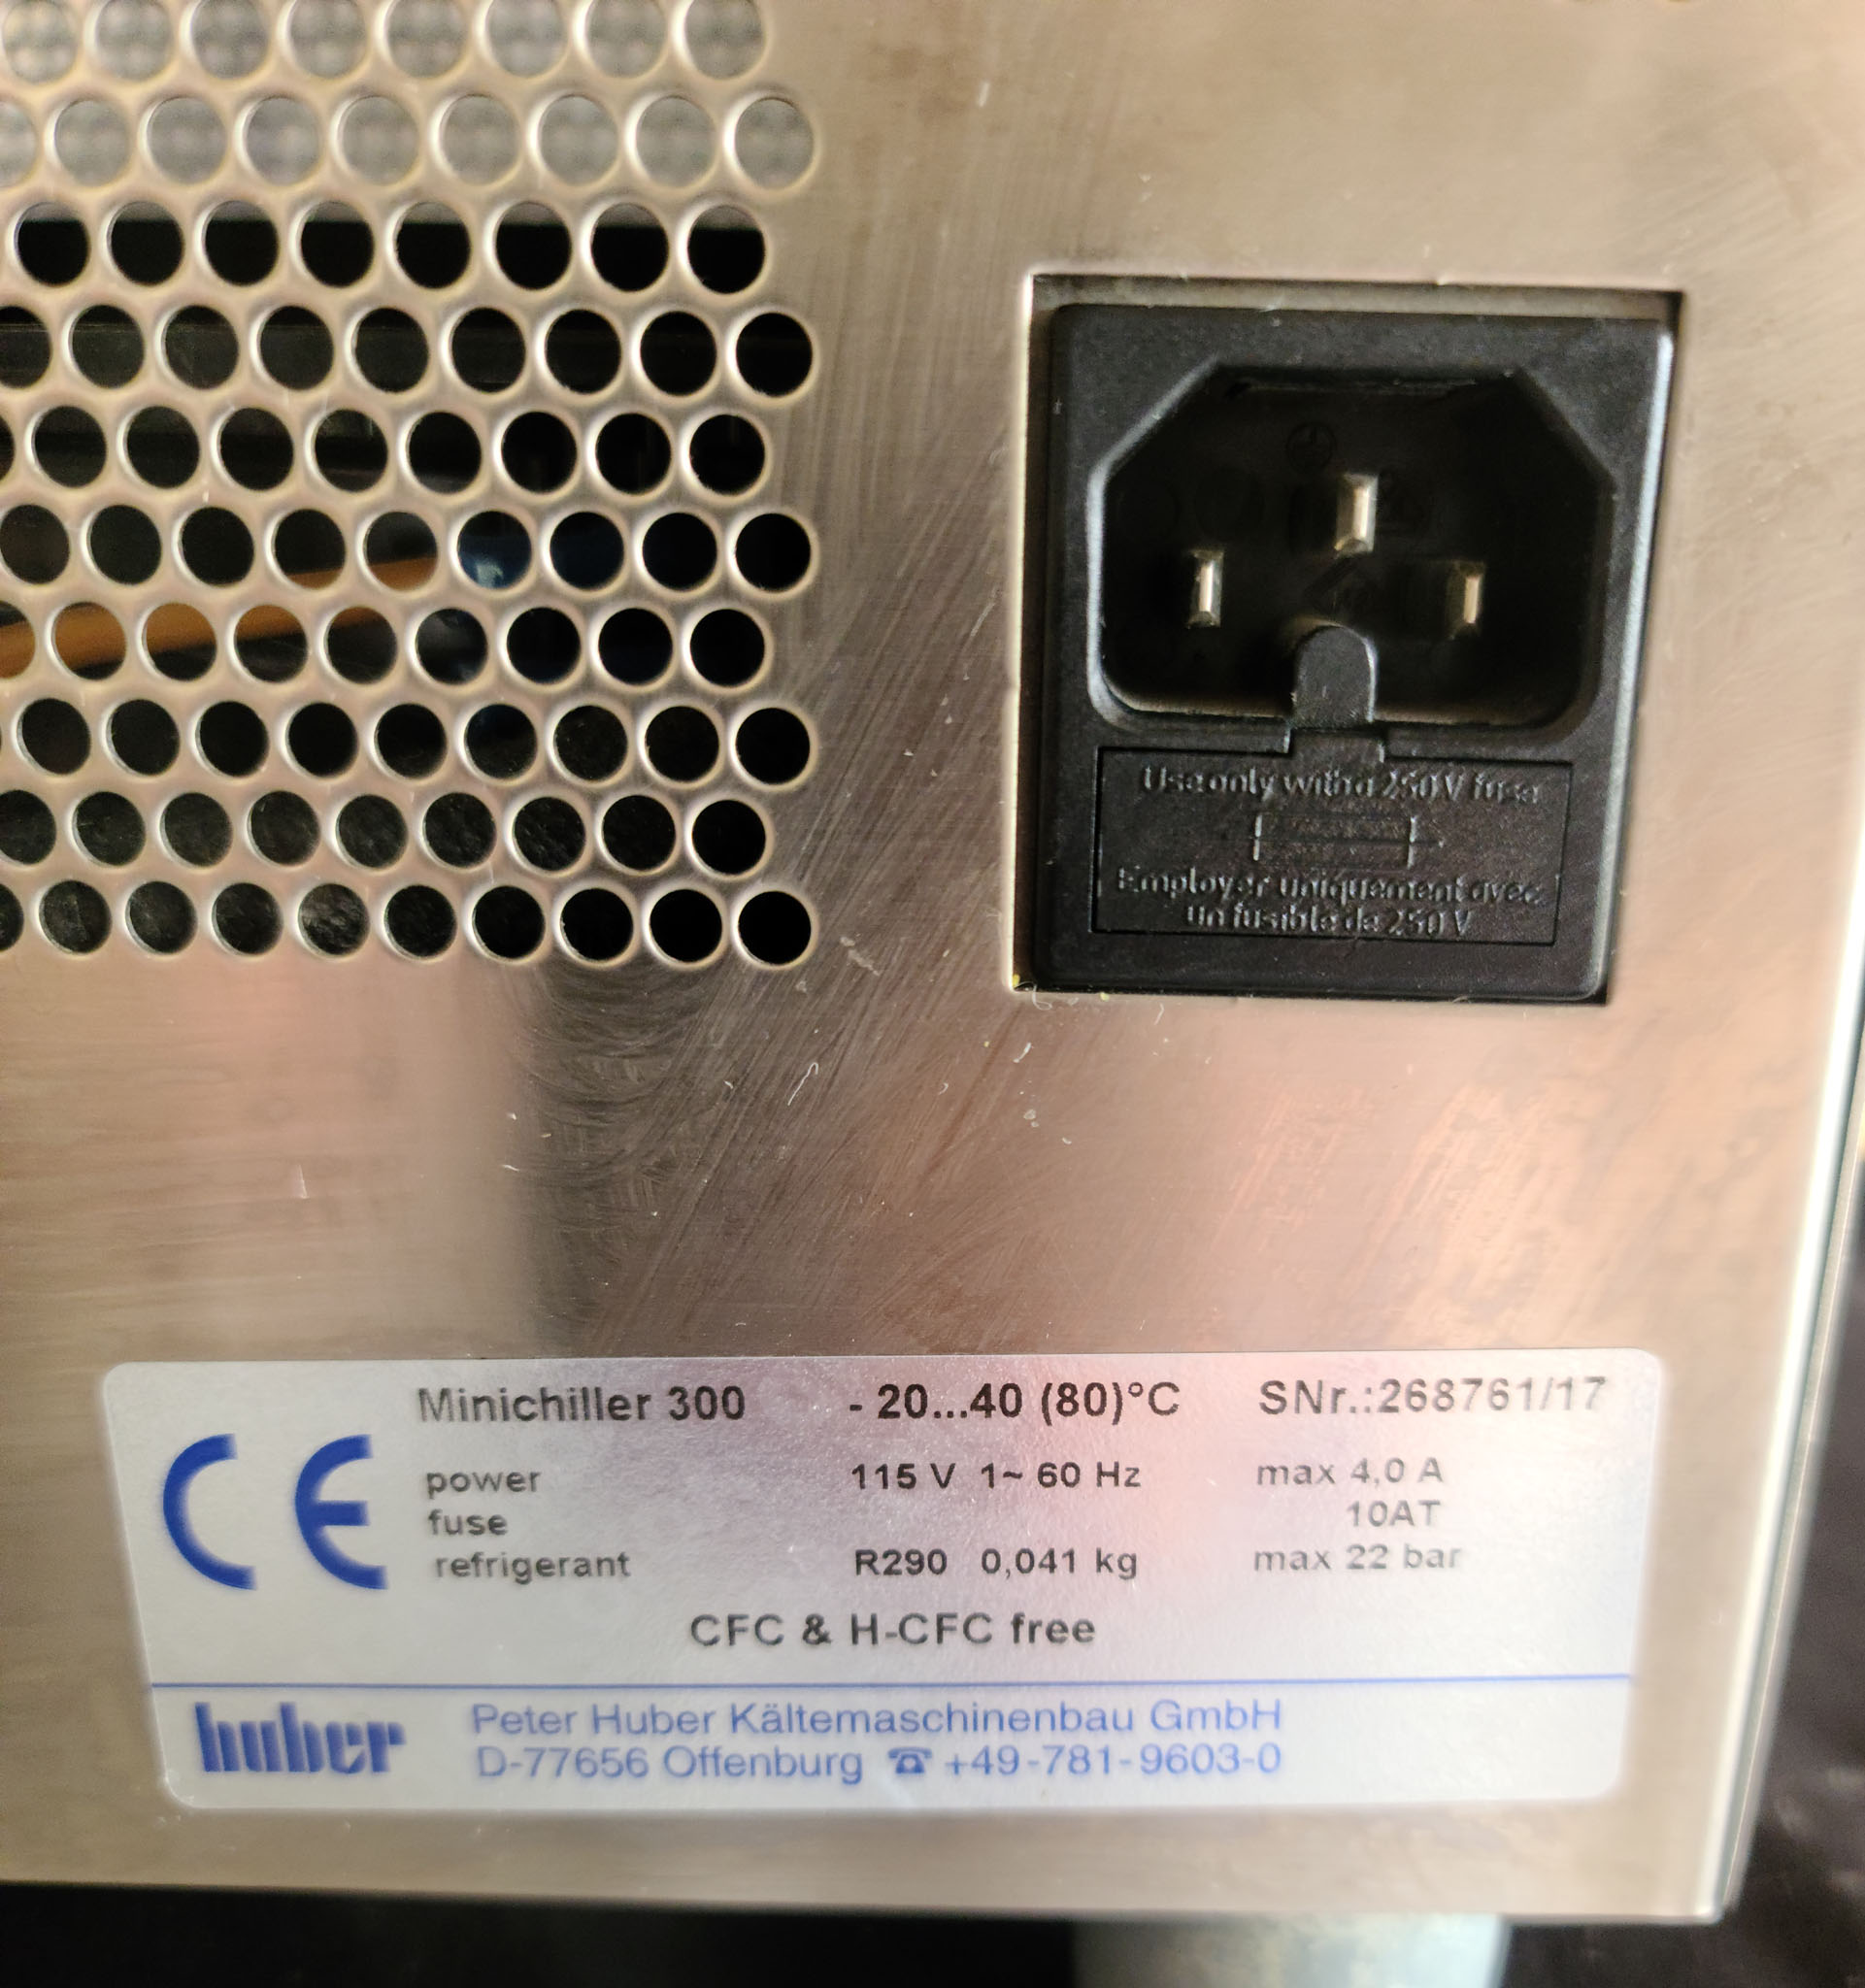 Use only with a 250 V fuse
Employer uniquement avec
un fusible de 250 V
Minichiller 300 - 20...40 (80)°C SNr.:268761/17
CE
power 115 V 1~ 60 Hz max 4,0 A
fuse 10AT
refrigerant R290 0,041 kg max 22 bar
CFC & H-CFC free
huber
Peter Huber Kältemaschinenbau GmbH
D-77656 Offenburg ☎ +49-781-9603-0